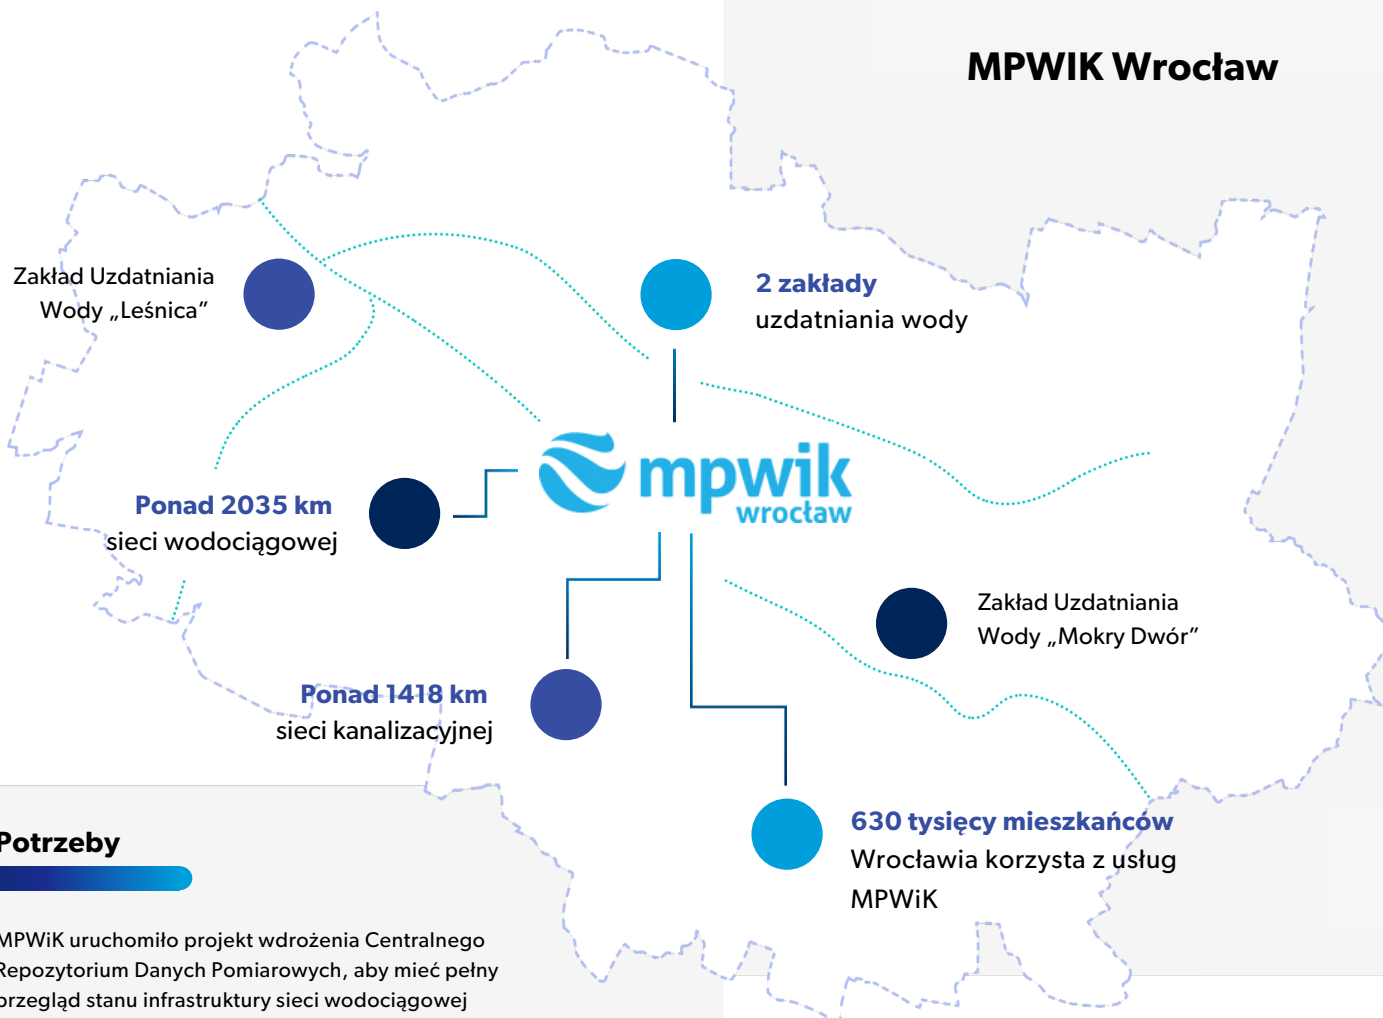 MPWIK Wrocław
Zakład Uzdatniania
Wody „Leśnica”
2 zakłady
uzdatniania wody
mpwik
wrocław
Ponad 2035 km
sieci wodociągowej
Zakład Uzdatniania
Wody „Mokry Dwór”
Ponad 1418 km
sieci kanalizacyjnej
630 tysięcy mieszkańców
Wrocławia korzysta z usług
MPWiK
Potrzeby
MPWiK uruchomiło projekt wdrożenia Centralnego
Repozytorium Danych Pomiarowych, aby mieć pełny
przegląd stanu infrastruktury sieci wodociągowej